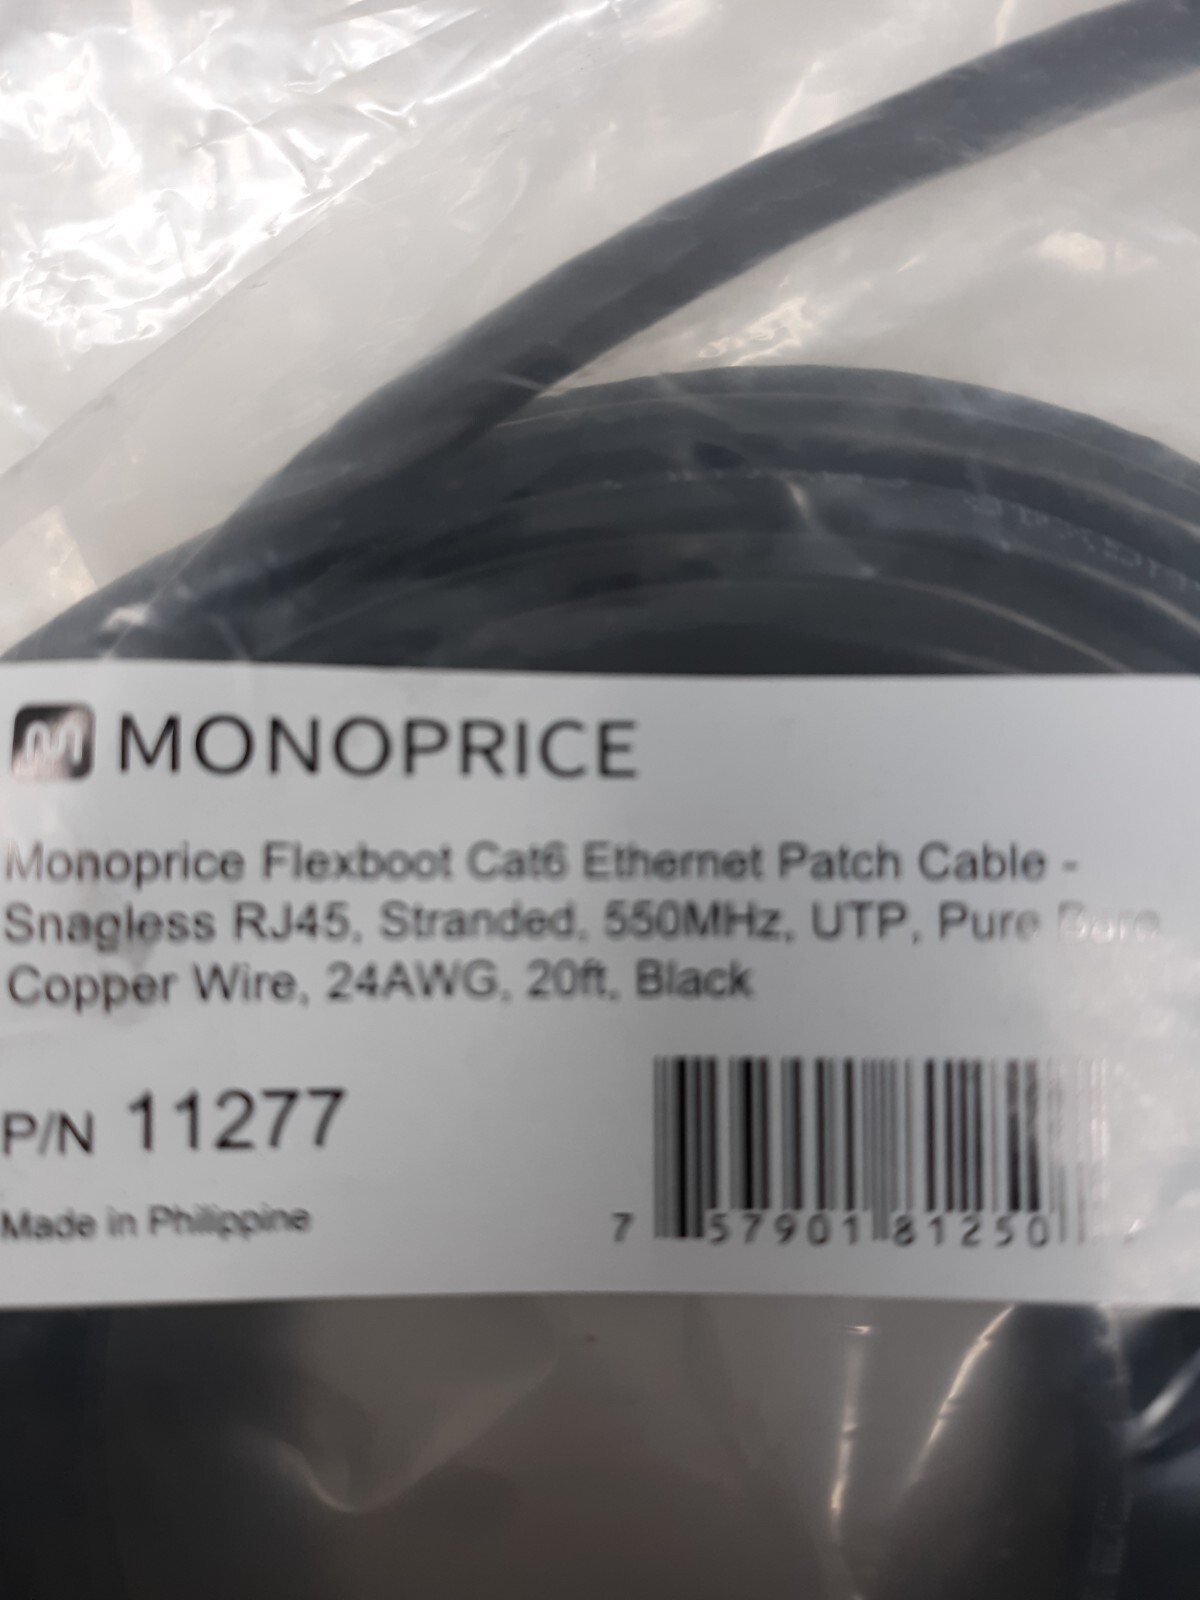 MONOPRICE
Monoprice Flexboot Cat6 Ethernet Patch Cable -
Snagless RJ45, Stranded, 550MHz, UTP, Pure Bare
Copper Wire, 24AWG, 20ft, Black
P/N 11277
Made in Philippine
7 57901 81250